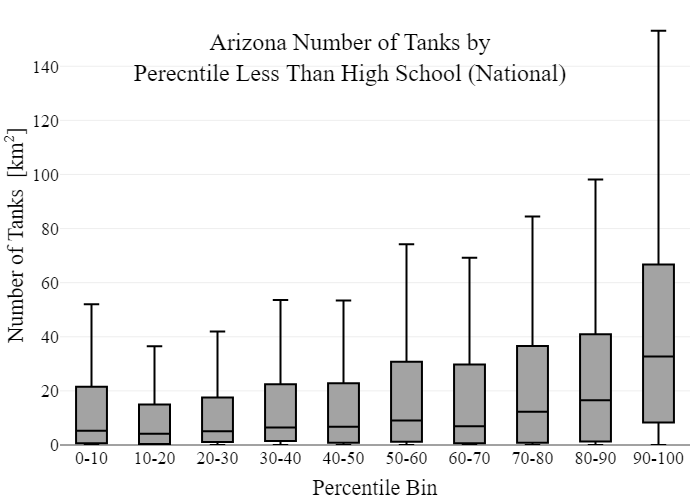 Arizona Number of Tanks by
Perecntile Less Than High School (National)
Number of Tanks [km²]
140
120
100
80
60
40
20
0
0-10 10-20 20-30 30-40 40-50 50-60 60-70 70-80 80-90 90-100
Percentile Bin